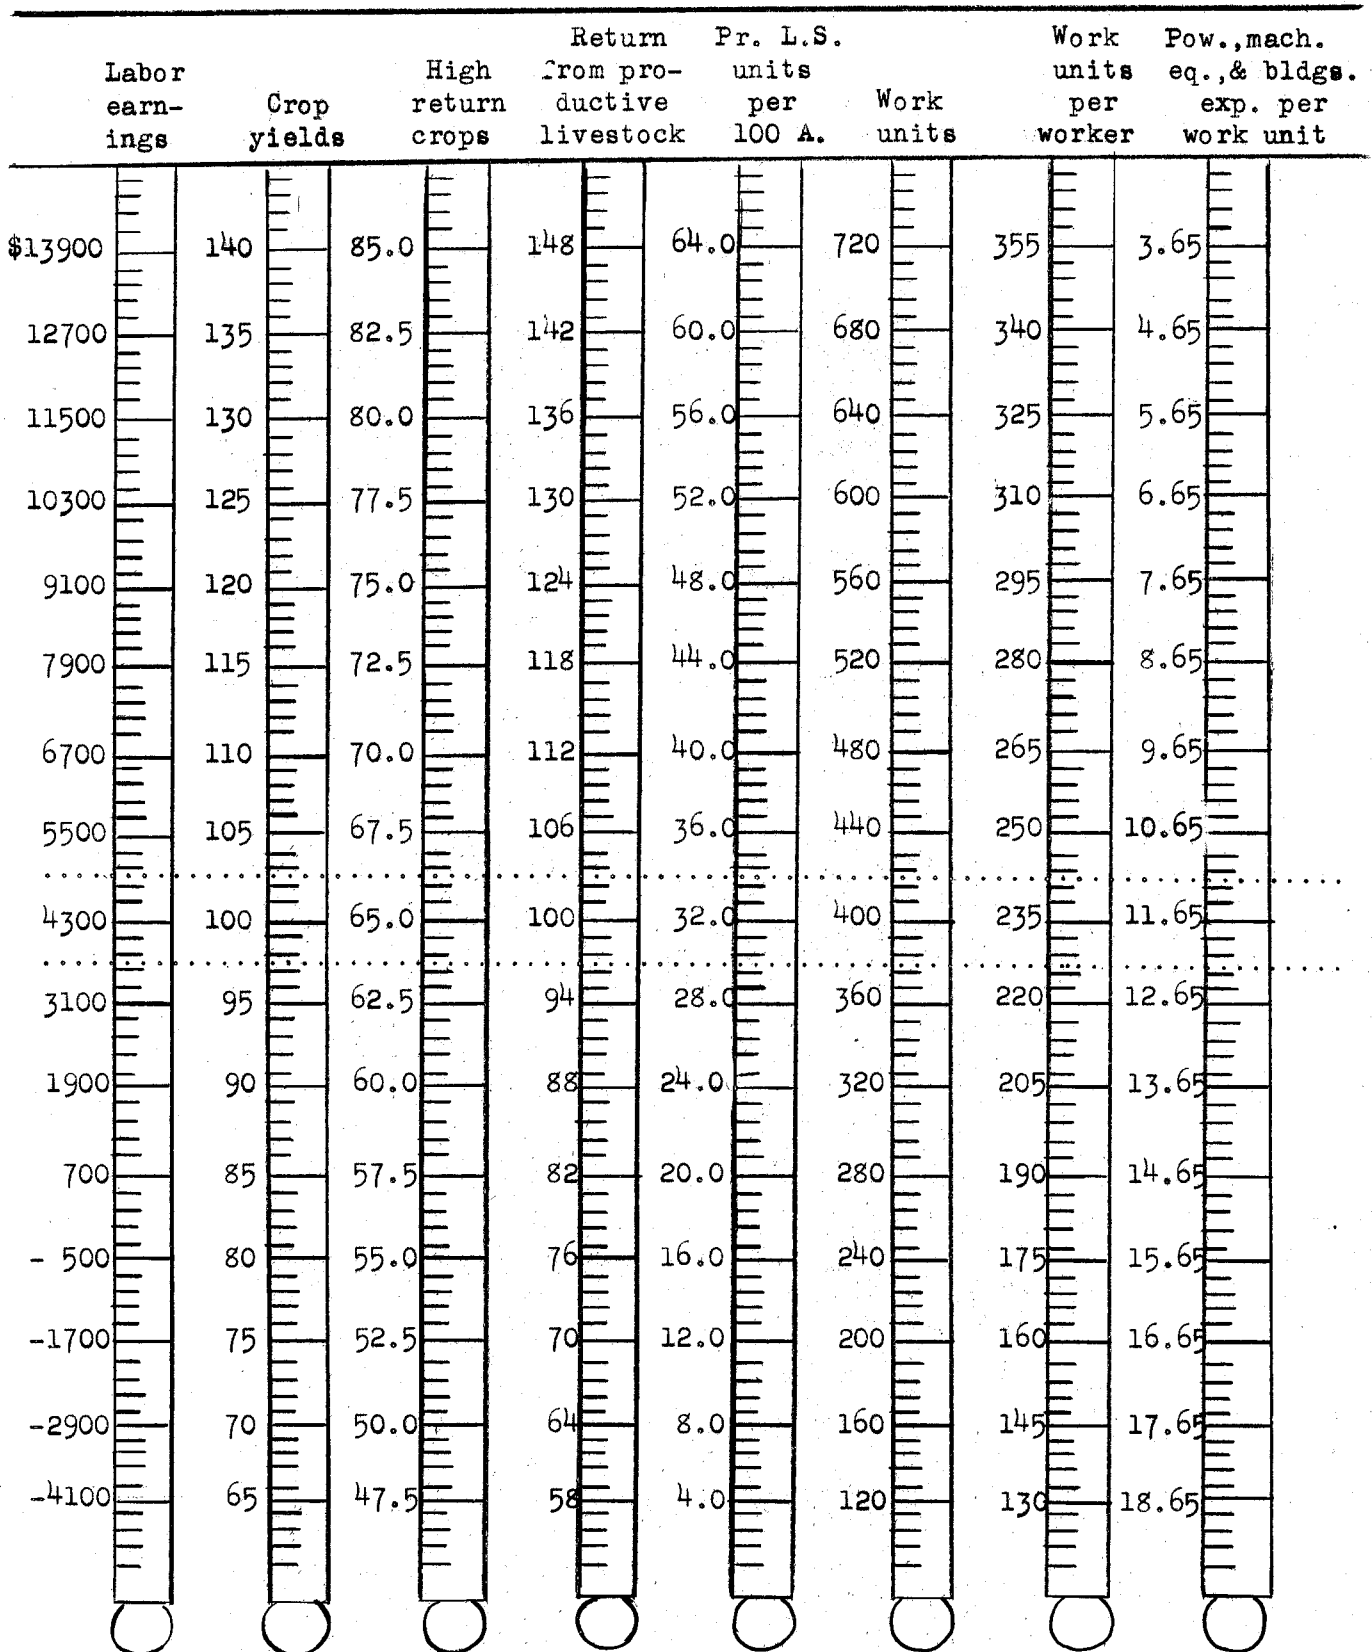 Labor earn- ings
Crop yields
High return crops
Return from pro- ductive livestock
Pr. L.S. units per 100 A.
Work units
Work units per worker
Pow.,mach. eq.,& bldgs. exp. per work unit
$13900 140 85.0 148 64.0 720 355 3.65
12700 135 82.5 142 60.0 680 340 4.65
11500 130 80.0 136 56.0 640 325 5.65
10300 125 77.5 130 52.0 600 310 6.65
9100 120 75.0 124 48.0 560 295 7.65
7900 115 72.5 118 44.0 520 280 8.65
6700 110 70.0 112 40.0 480 265 9.65
5500 105 67.5 106 36.0 440 250 10.65
4300 100 65.0 100 32.0 400 235 11.65
3100 95 62.5 94 28.0 360 220 12.65
1900 90 60.0 88 24.0 320 205 13.65
700 85 57.5 82 20.0 280 190 14.65
- 500 80 55.0 76 16.0 240 175 15.65
-1700 75 52.5 70 12.0 200 160 16.65
-2900 70 50.0 64 8.0 160 145 17.65
-4100 65 47.5 58 4.0 120 130 18.65